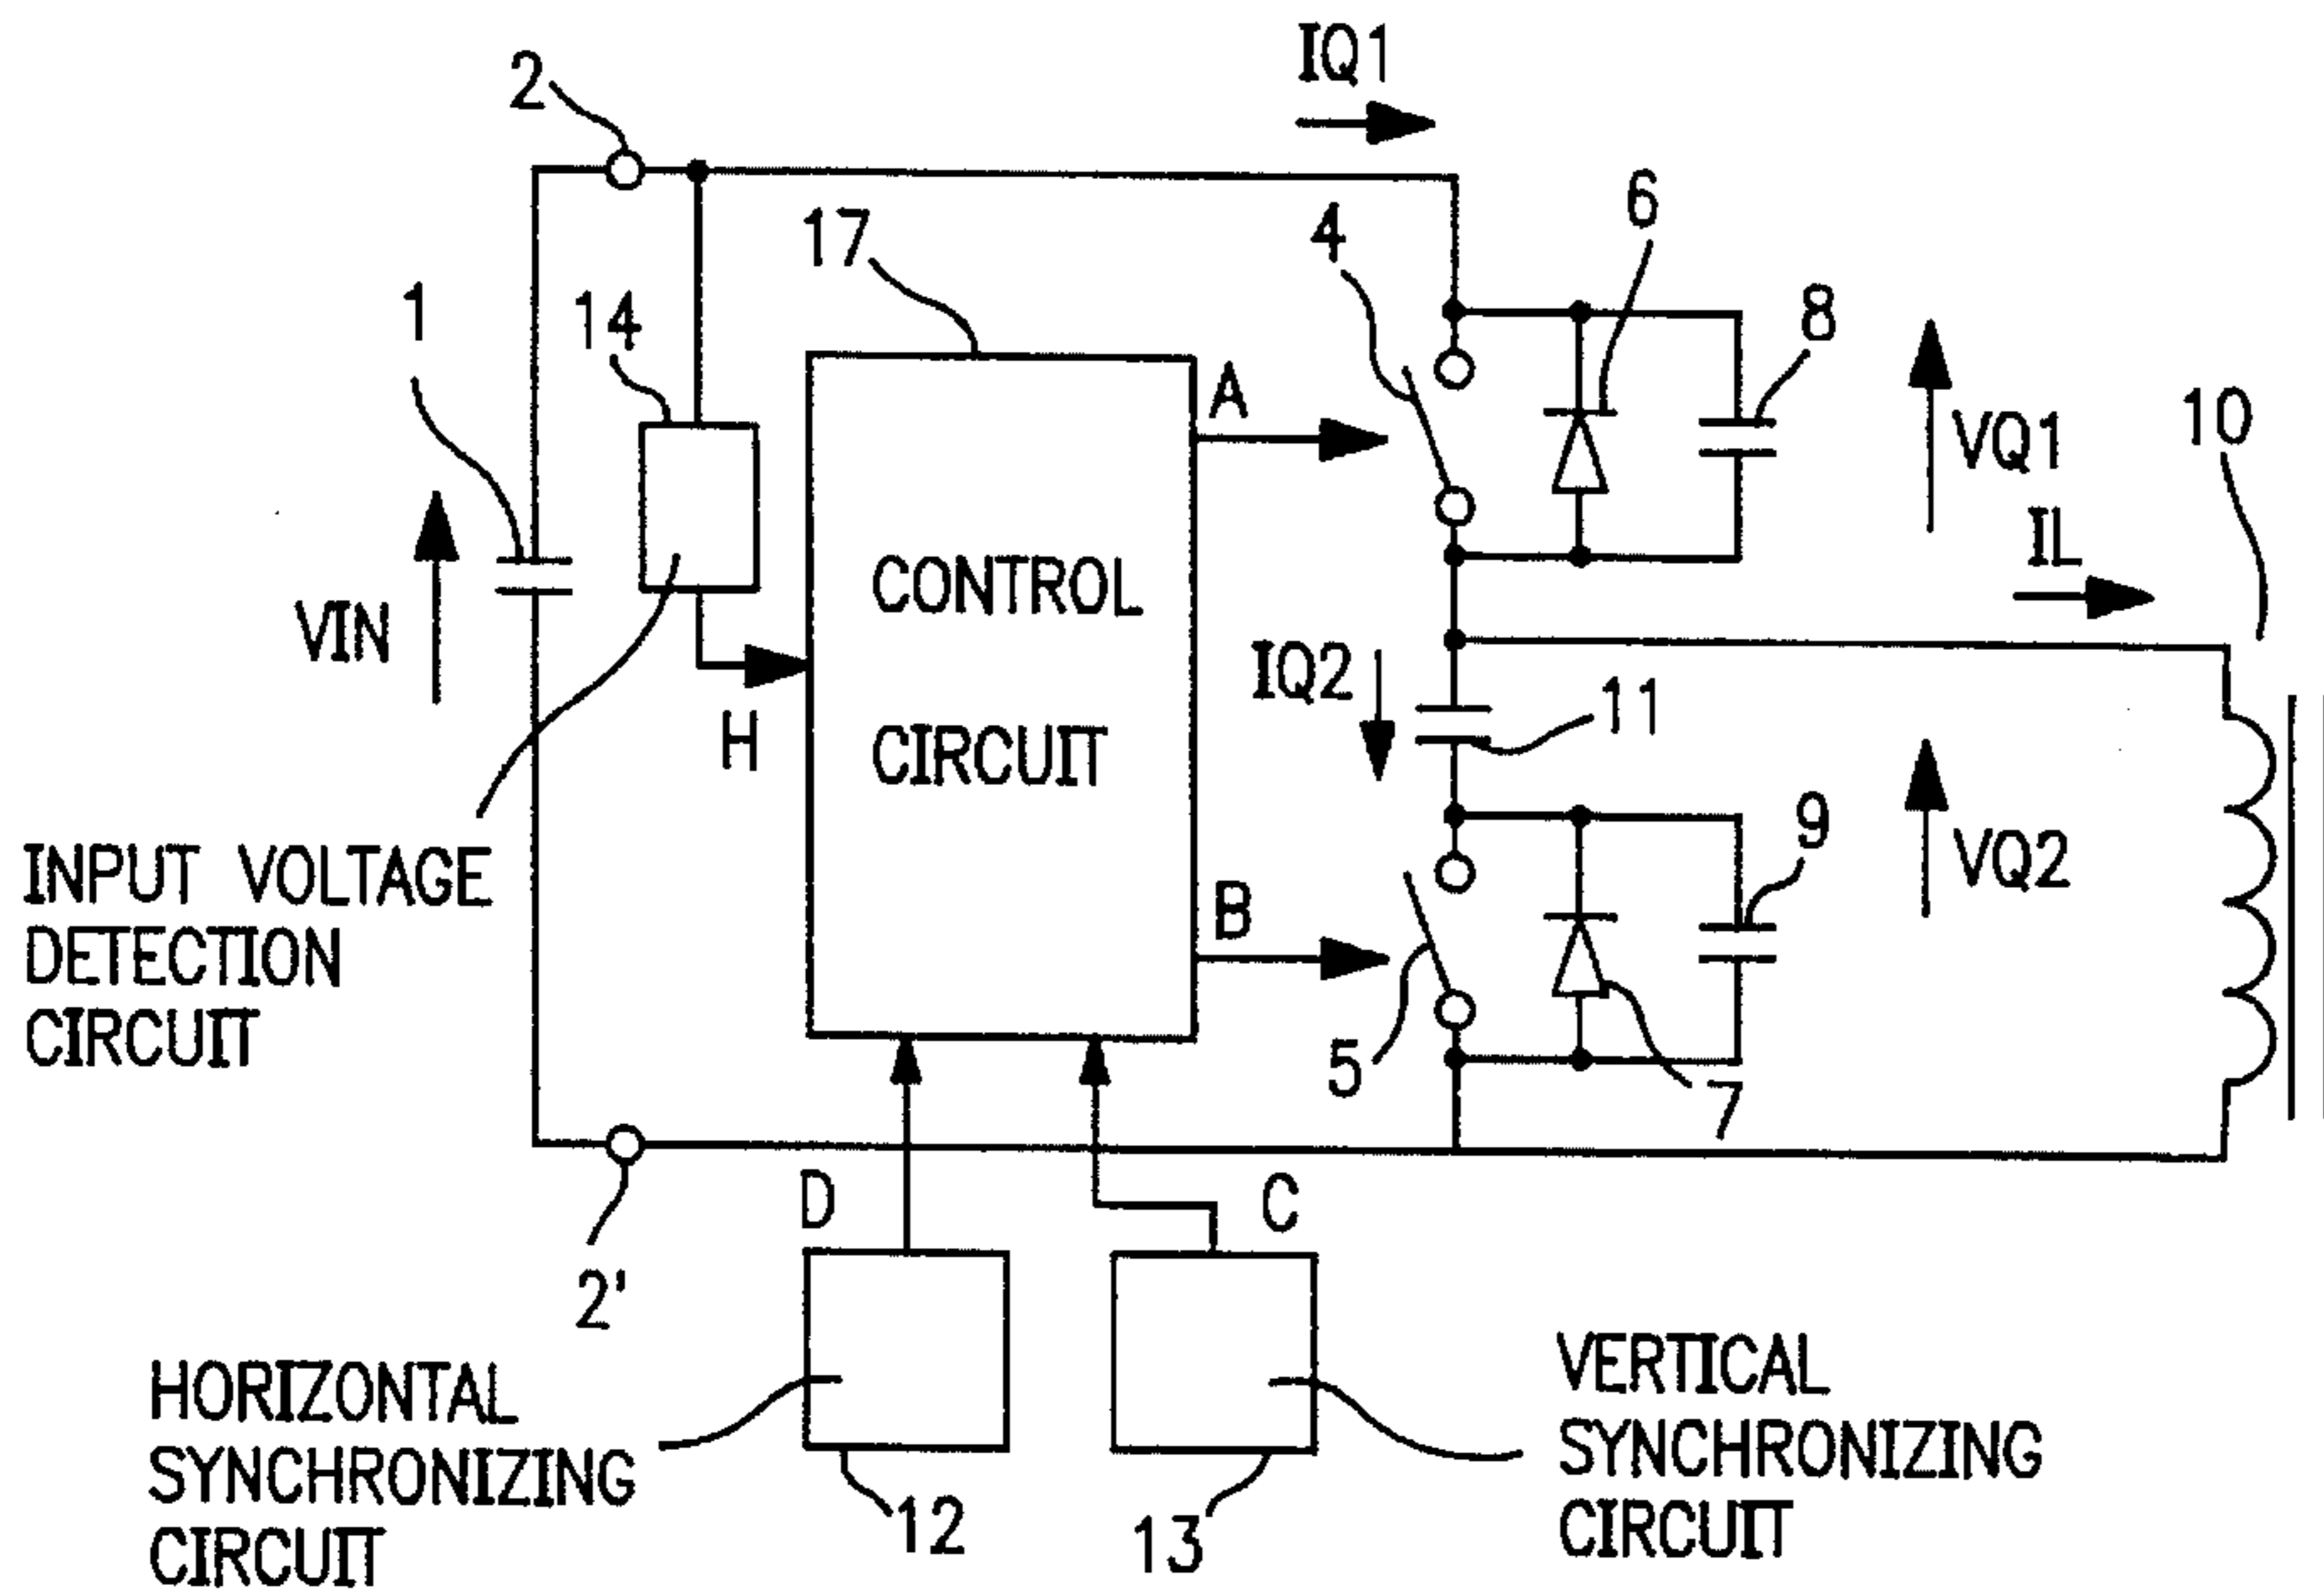 IQ1
2
17
4
6
1
14
8
A
VQ1
10
IL
CONTROL
CIRCUIT
VIN
H
IQ2
11
INPUT VOLTAGE
DETECTION
CIRCUIT
B
9
VQ2
5
7
D
C
2'
HORIZONTAL
SYNCHRONIZING
CIRCUIT
12
13
VERTICAL
SYNCHRONIZING
CIRCUIT